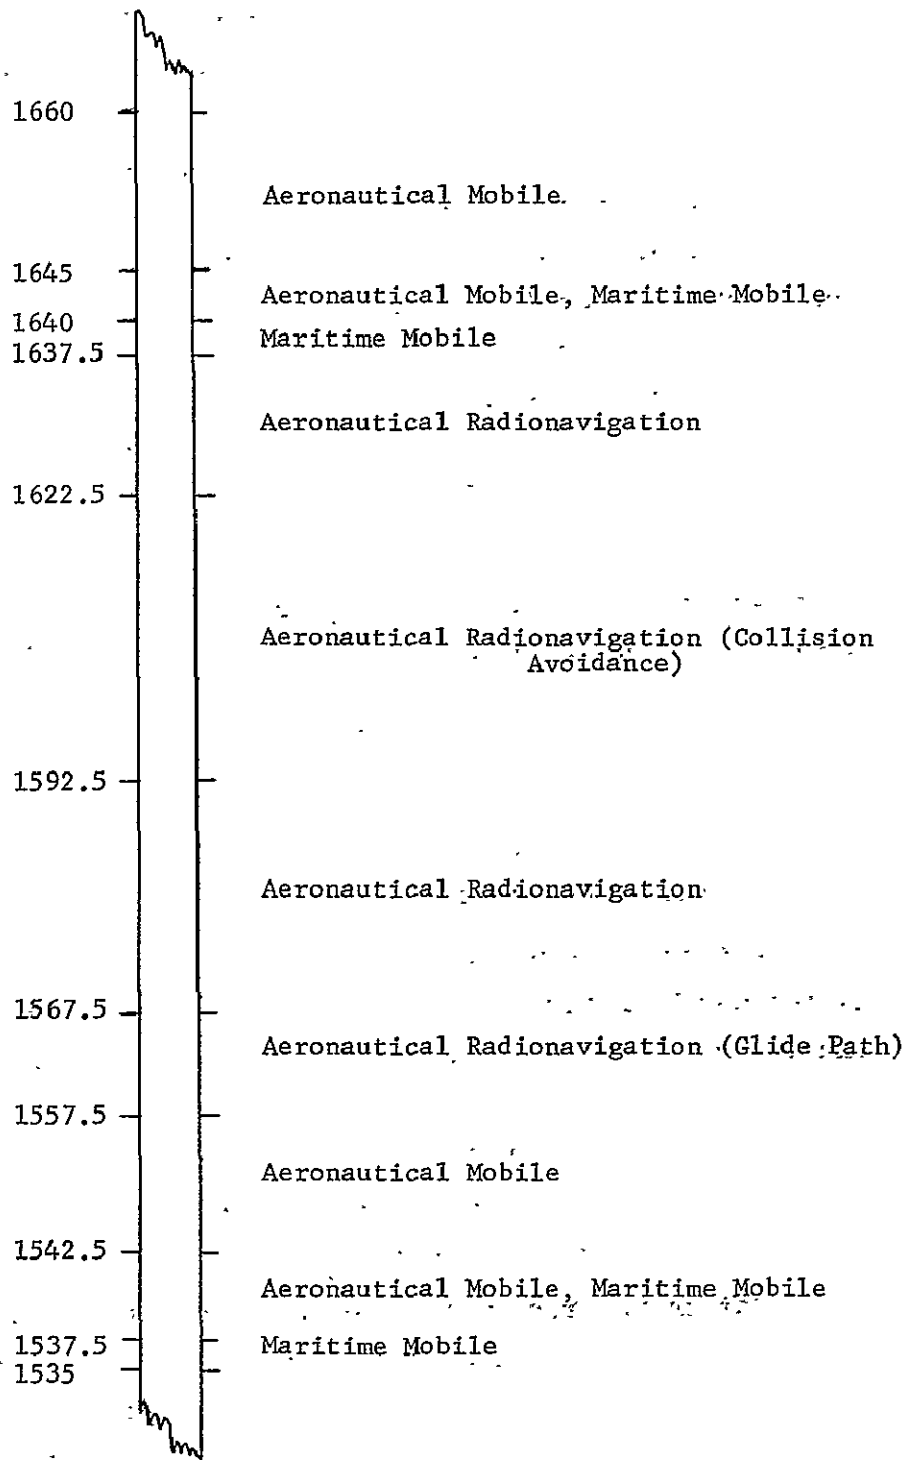 1660
Aeronautical Mobile
1645
Aeronautical Mobile, Maritime Mobile
1640
Maritime Mobile
1637.5
Aeronautical Radionavigation
1622.5
Aeronautical Radionavigation (Collision
Avoidance)
1592.5
Aeronautical Radionavigation
1567.5
Aeronautical Radionavigation (Glide Path)
1557.5
Aeronautical Mobile
1542.5
Aeronautical Mobile, Maritime Mobile
1537.5
Maritime Mobile
1535